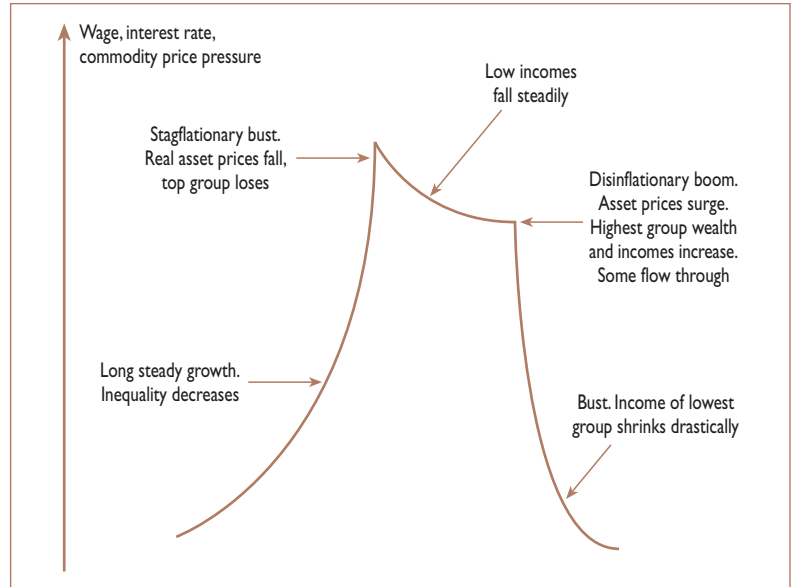 Wage, interest rate,
commodity price pressure
Low incomes
fall steadily
Stagflationary bust.
Real asset prices fall,
top group loses
Disinflationary boom.
Asset prices surge.
Highest group wealth
and incomes increase.
Some flow through
Long steady growth.
Inequality decreases
Bust. Income of lowest
group shrinks drastically